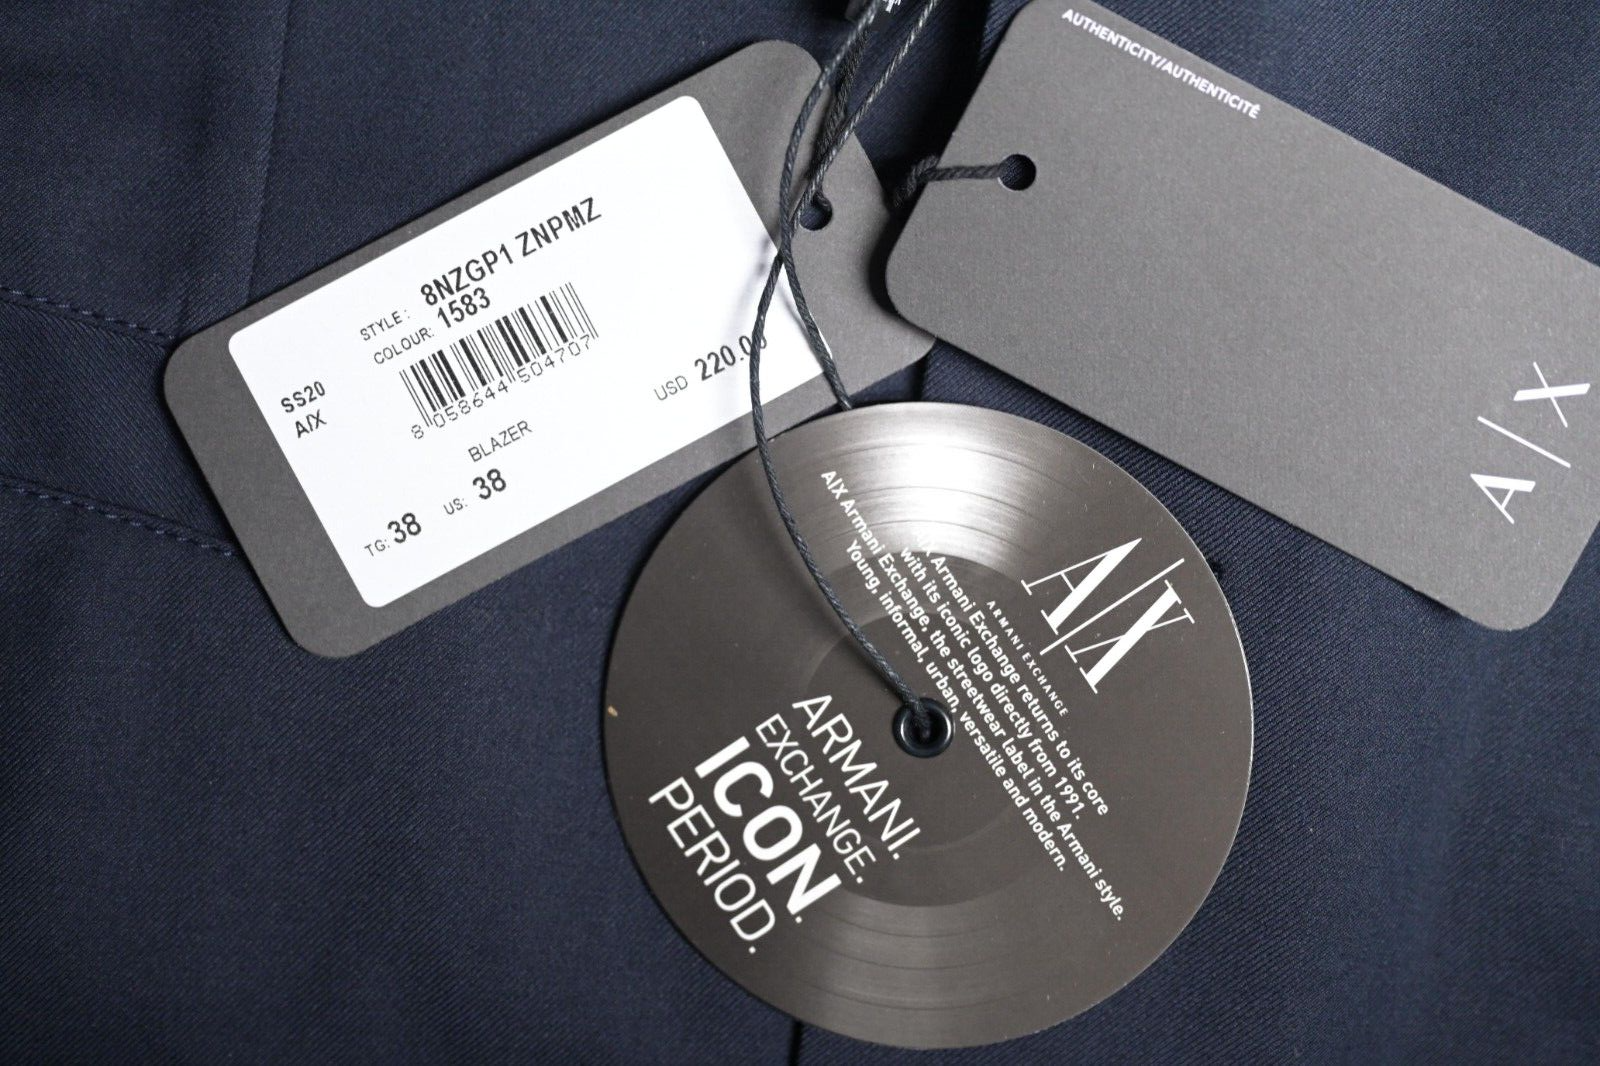 STYLE: 8NZGP1 ZNPMZ
COLOUR: 1583
8 058644 504707
SS20
A/X
BLAZER
USD 220.00
TG: 38 US: 38
AUTHENTICITY/AUTHENTICITÉ
A/X
A/X
ARMANI EXCHANGE
A/X Armani Exchange returns to its core
with its iconic logo directly from 1991.
A/X Armani Exchange, the streetwear label in the Armani style.
Young, informal, urban, versatile and modern.
ARMANI.
EXCHANGE.
ICON.
PERIOD.